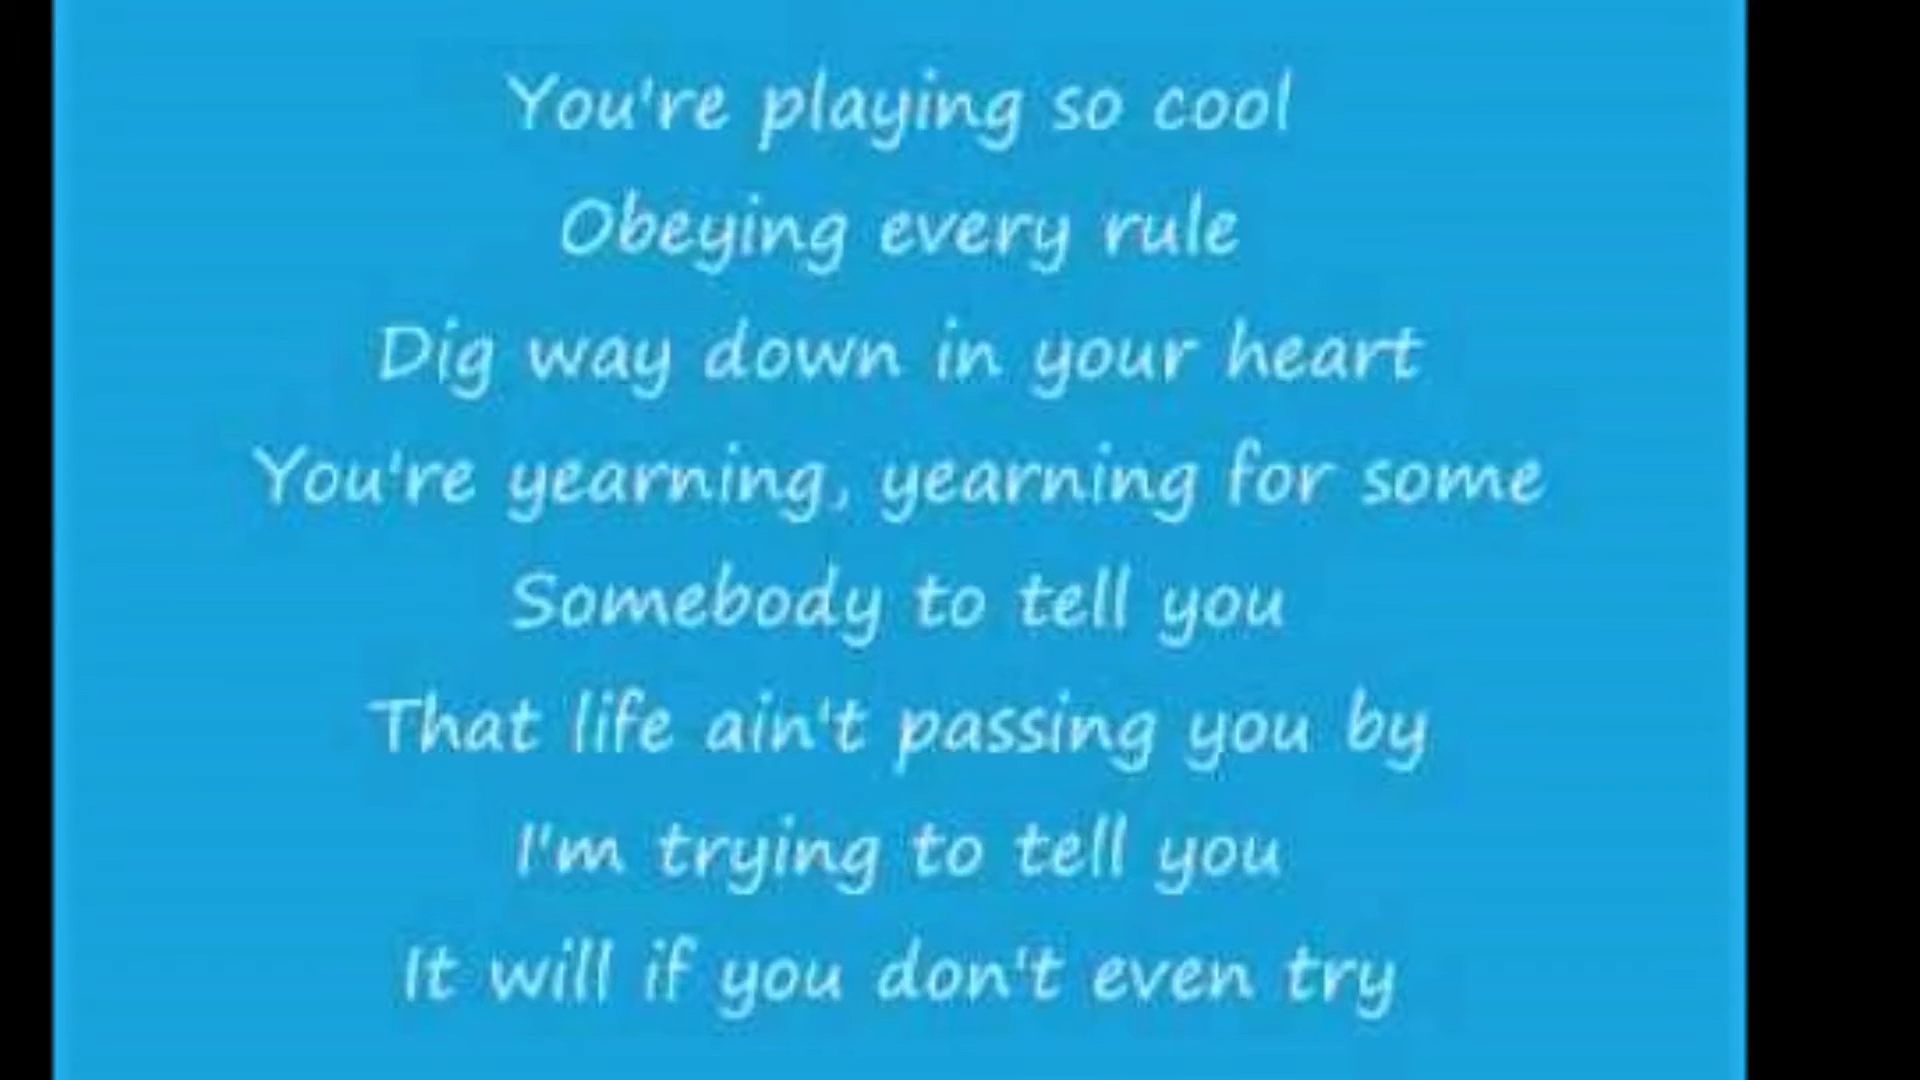 You're playing so cool
Obeying every rule
Dig way down in your heart
You're yearning, yearning for some
Somebody to tell you
That life ain't passing you by
I'm trying to tell you
It will if you don't even try